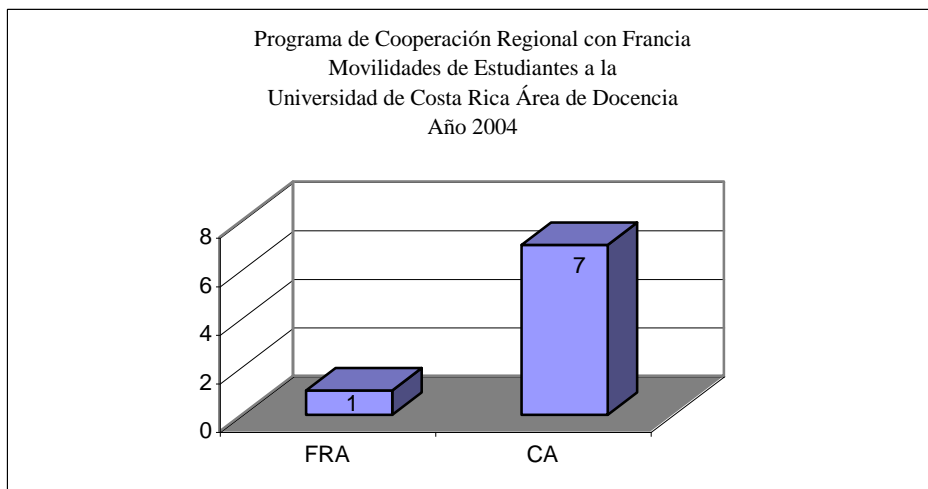 Programa de Cooperación Regional con Francia
Movilidades de Estudiantes a la
Universidad de Costa Rica Área de Docencia
Año 2004
8
6
4
2
0
7
1
FRA
CA